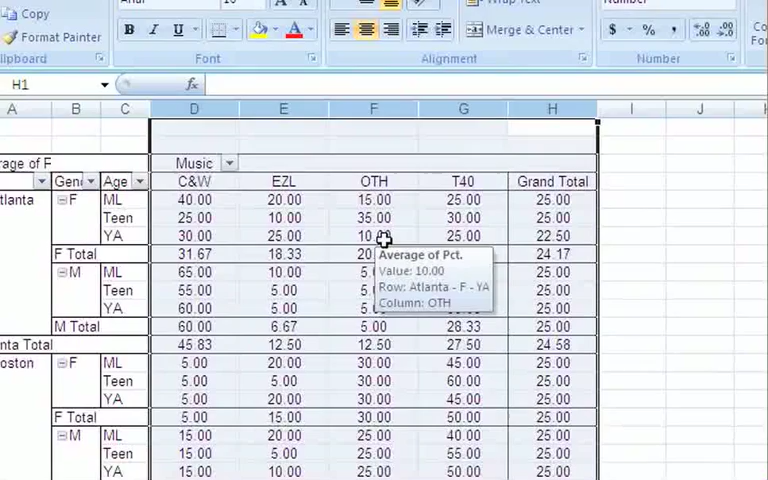 Copy
Format Painter
lipboard
B I U
A
Font
Merge & Center
Alignment
$ % ,
.00
.00
Number
Co
Fo
H1
fx
A B C D E F G H I J K
rage of F
Music
Gen Age C&W EZL OTH T40 Grand Total
tlanta F ML 40.00 20.00 15.00 25.00 25.00
Teen 25.00 10.00 35.00 30.00 25.00
YA 30.00 25.00 25.00 22.50
F Total 31.67 18.33 24.17
Average of Pct.
Value: 10.00
Row: Atlanta - F - YA
Column: OTH
M ML 65.00 10.00 25.00
Teen 55.00 5.00 25.00
YA 60.00 5.00 25.00
M Total 60.00 6.67 5.00 28.33 25.00
nta Total 45.83 12.50 12.50 27.50 24.58
oston F ML 5.00 20.00 30.00 45.00 25.00
Teen 5.00 5.00 30.00 60.00 25.00
YA 5.00 20.00 30.00 45.00 25.00
F Total 5.00 15.00 30.00 50.00 25.00
M ML 15.00 20.00 25.00 40.00 25.00
Teen 15.00 5.00 25.00 55.00 25.00
YA 15.00 10.00 25.00 50.00 25.00